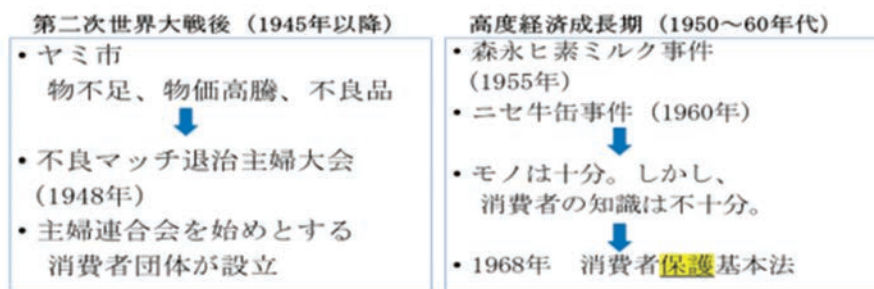 第二次世界大戦後（1945年以降）
• ヤミ市
物不足、物価高騰、不良品
• 不良マッチ退治主婦大会
(1948年)
• 主婦連合会を始めとする
消費者団体が設立
高度経済成長期（1950～60年代）
• 森永ヒ素ミルク事件
(1955年)
• ニセ牛缶事件（1960年）
• モノは十分。しかし、
消費者の知識は不十分。
• 1968年　消費者保護基本法